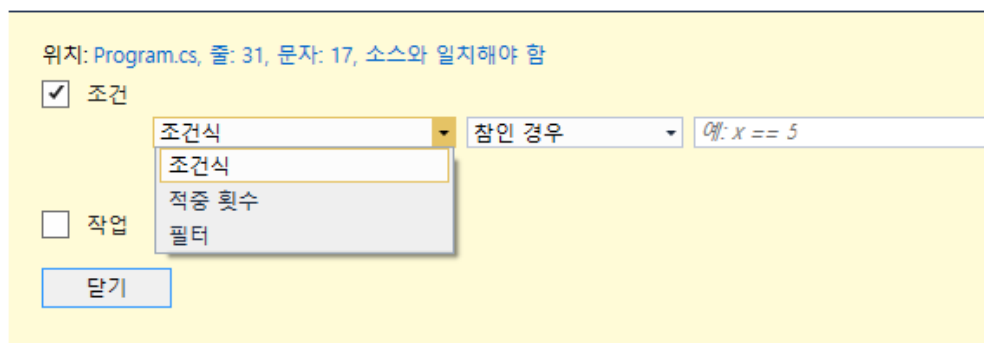 위치: Program.cs, 줄: 31, 문자: 17, 소스와 일치해야 함
조건
조건식 참인 경우 예: x == 5
조건식
적중 횟수
필터
작업
닫기